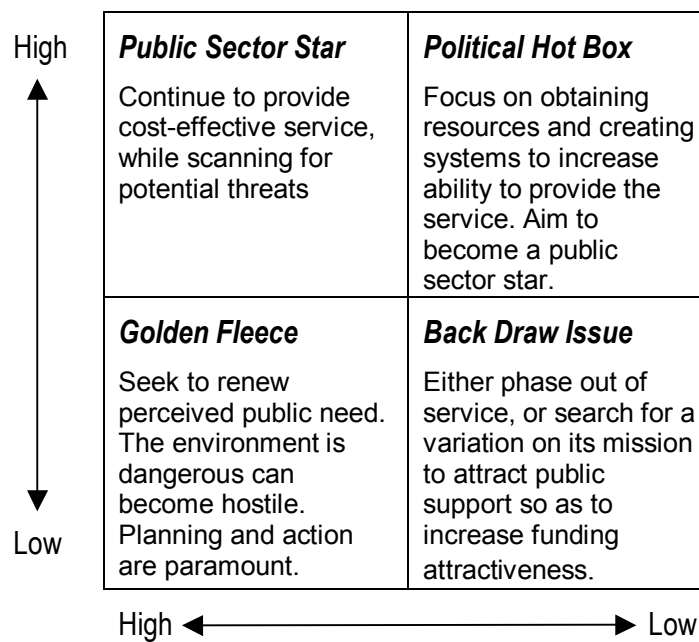 High
Public Sector Star
Continue to provide
cost-effective service,
while scanning for
potential threats
Political Hot Box
Focus on obtaining
resources and creating
systems to increase
ability to provide the
service. Aim to
become a public
sector star.
Golden Fleece
Seek to renew
perceived public need.
The environment is
dangerous can
become hostile.
Planning and action
are paramount.
Back Draw Issue
Either phase out of
service, or search for a
variation on its mission
to attract public
support so as to
increase funding
attractiveness.
Low
High
Low